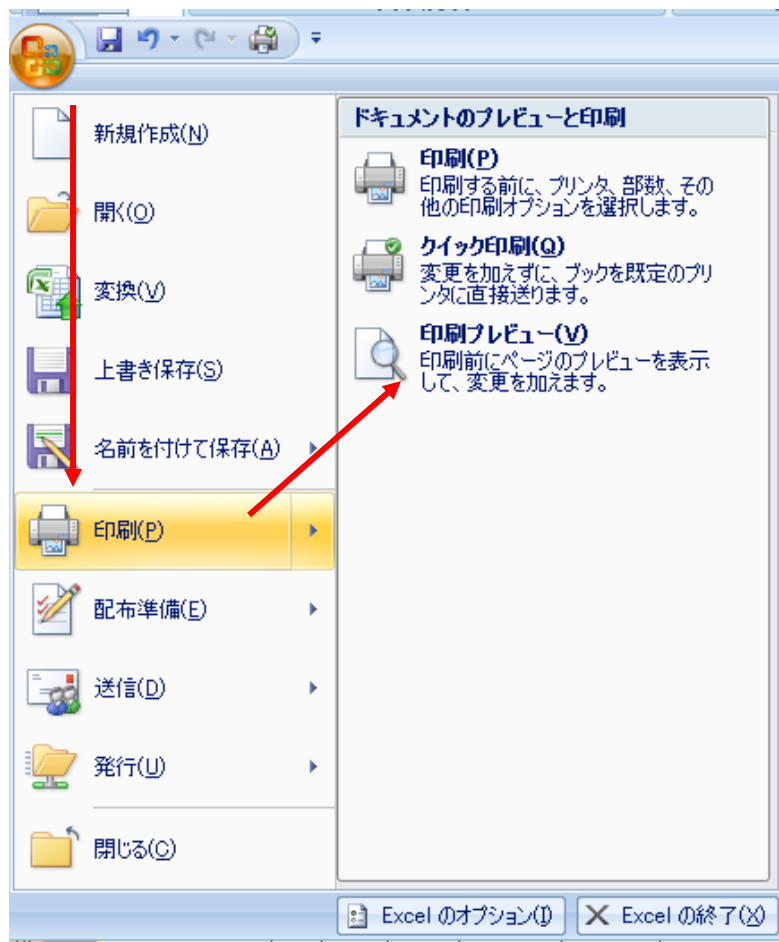 新規作成(N)
開く(O)
変換(V)
上書き保存(S)
名前を付けて保存(A)
印刷(P)
配布準備(E)
送信(D)
発行(U)
閉じる(C)
ドキュメントのプレビューと印刷
印刷(P)
印刷する前に、プリンタ、部数、その
他の印刷オプションを選択します。
クイック印刷(Q)
変更を加えずに、ブックを既定のプリ
ンタに直接送ります。
印刷プレビュー(V)
印刷前にページのプレビューを表示
して、変更を加えます。
Excel のオプション(I)
Excel の終了(X)